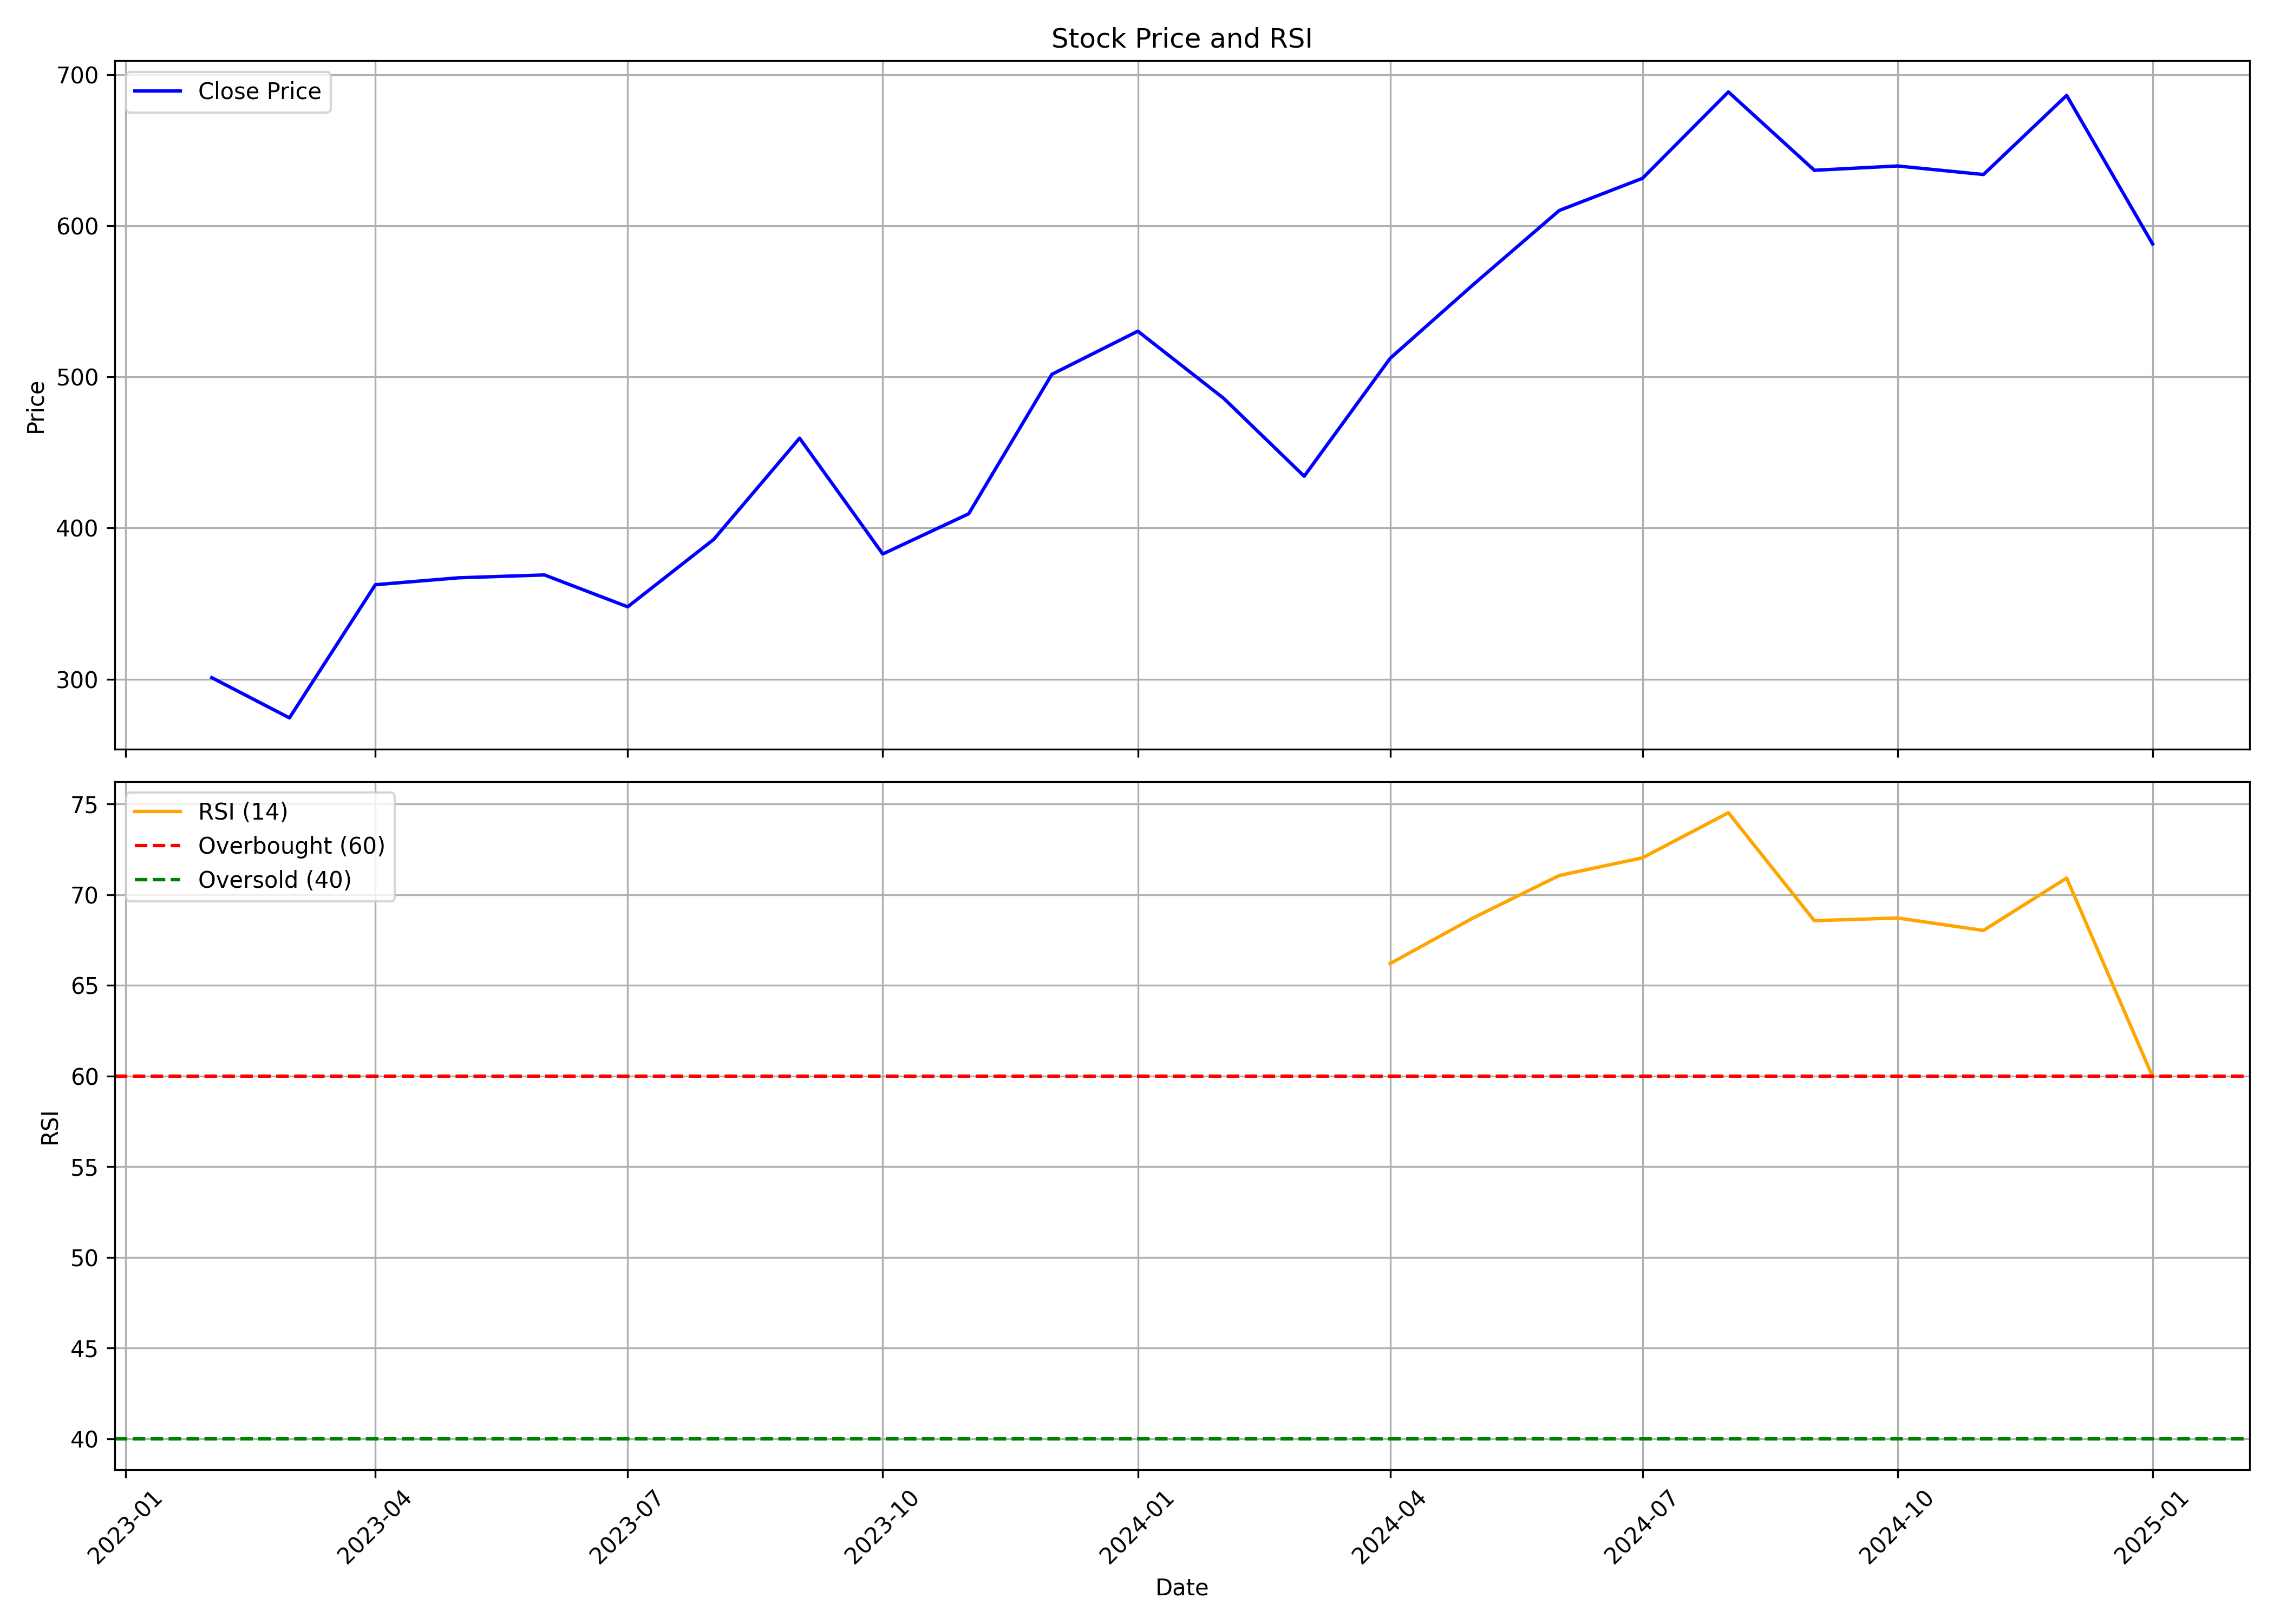 Stock Price and RSI
700
600
500
400
300
Price
Close Price
75
70
65
60
55
50
45
40
RSI
RSI (14)
Overbought (60)
Oversold (40)
2023-01
2023-04
2023-07
2023-10
2024-01
2024-04
2024-07
2024-10
2025-01
Date